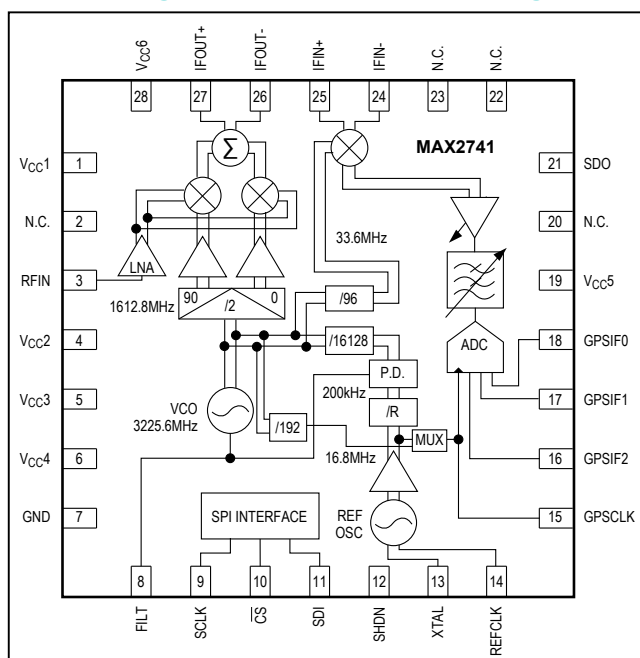 VCC6
IFOUT+
IFOUT-
IFIN+
IFIN-
N.C.
N.C.
28
27
26
25
24
23
22
MAX2741
Σ
VCC1
1
21
SDO
N.C.
2
20
N.C.
33.6MHz
LNA
RFIN
3
19
VCC5
90
/2
0
/96
1612.8MHz
VCC2
4
/16128
ADC
18
GPSIF0
P.D.
200kHz
VCC3
5
VCO
3225.6MHz
/R
17
GPSIF1
/192
MUX
16.8MHz
VCC4
6
16
GPSIF2
GND
7
SPI INTERFACE
REF
OSC
15
GPSCLK
8
9
10
11
12
13
14
FILT
SCLK
C̅S̅
SDI
SHDN
XTAL
REFCLK